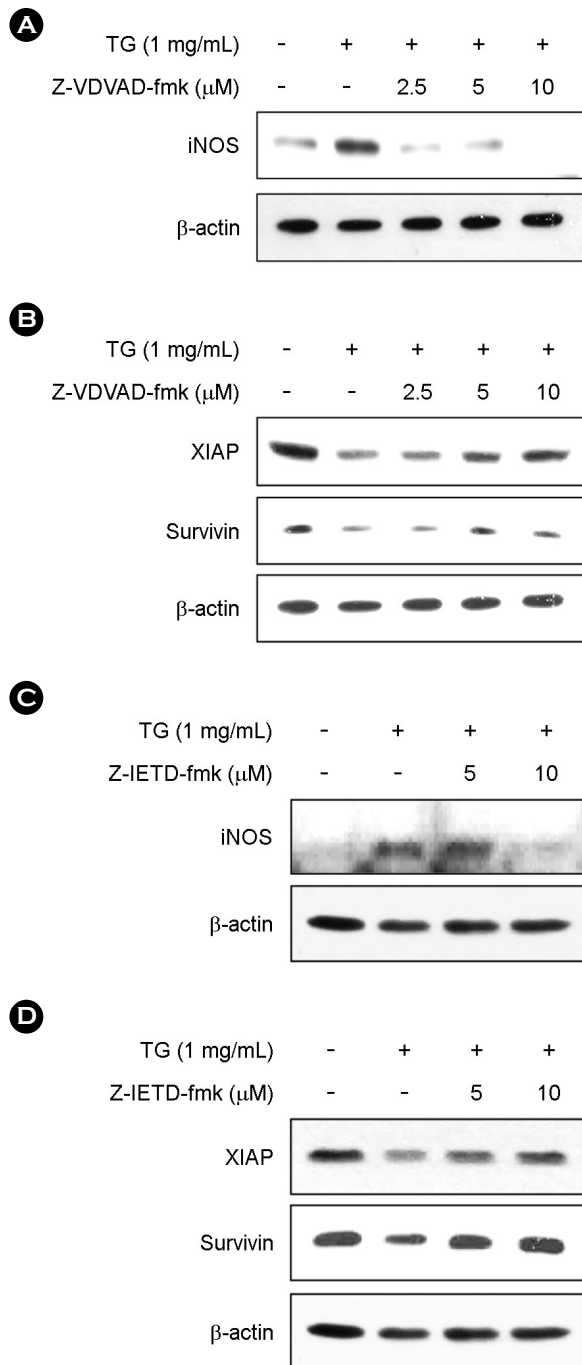 A
TG (1 mg/mL) - + + + +
Z-VDVAD-fmk (μM) - - 2.5 5 10
iNOS
β-actin
B
TG (1 mg/mL) - + + + +
Z-VDVAD-fmk (μM) - - 2.5 5 10
XIAP
Survivin
β-actin
C
TG (1 mg/mL) - + + +
Z-IETD-fmk (μM) - - 5 10
iNOS
β-actin
D
TG (1 mg/mL) - + + +
Z-IETD-fmk (μM) - - 5 10
XIAP
Survivin
β-actin